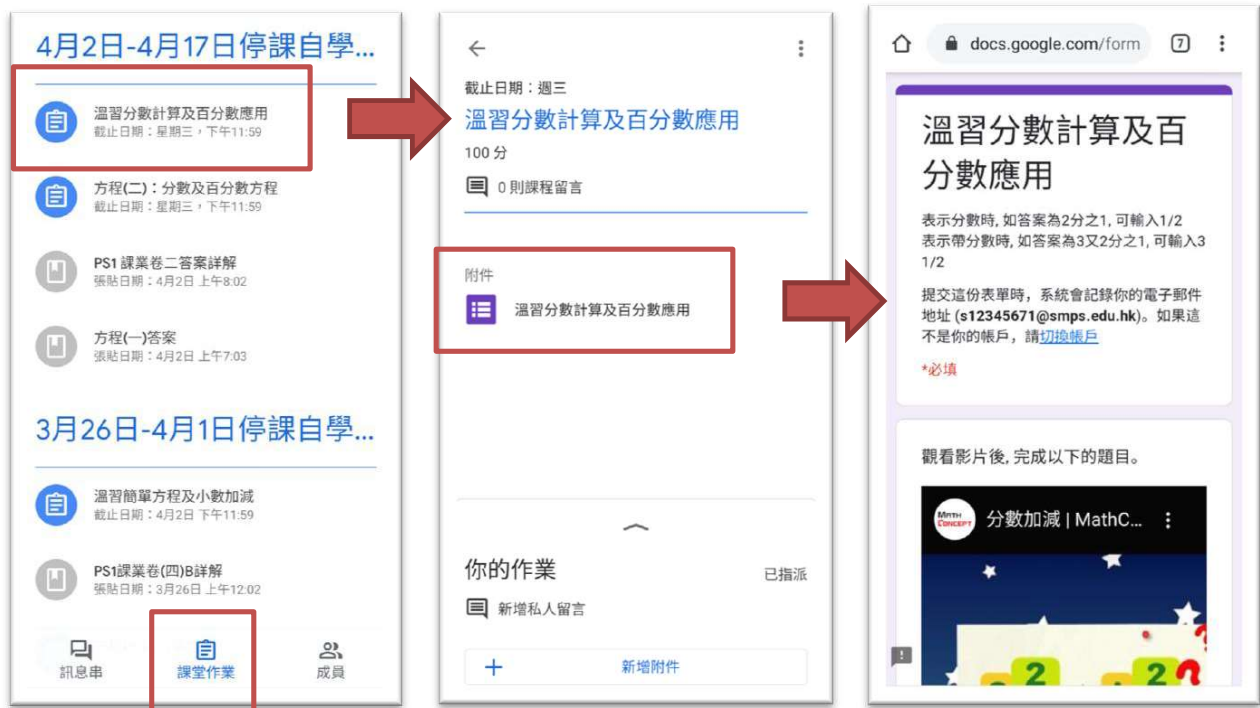 4月2日-4月17日停課自學...
溫習分數計算及百分數應用
截止日期：星期三，下午11:59
方程(二)：分數及百分數方程
截止日期：星期三，下午11:59
PS1 課業卷二答案詳解
張貼日期：4月2日 上午8:02
方程(一)答案
張貼日期：4月2日 上午7:03
3月26日-4月1日停課自學...
溫習簡單方程及小數加減
截止日期：4月2日 下午11:59
PS1課業卷(四)B詳解
張貼日期：3月26日 上午12:02
訊息串
課堂作業
成員
截止日期：週三
溫習分數計算及百分數應用
100 分
0 則課程留言
附件
溫習分數計算及百分數應用
你的作業
已指派
新增私人留言
+ 新增附件
docs.google.com/form
7
溫習分數計算及百
分數應用
表示分數時, 如答案為2分之1, 可輸入1/2
表示帶分數時, 如答案為3又2分之1, 可輸入3
1/2
提交這份表單時，系統會記錄你的電子郵件
地址 (s12345671@smps.edu.hk)。如果這
不是你的帳戶，請切換帳戶
*必填
觀看影片後, 完成以下的題目。
MATH
CONCEPT
分數加減 | MathC...
2
2
?